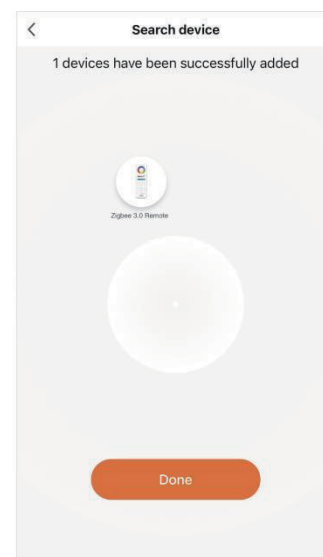 Search device
1 devices have been successfully added
Zigbee 3.0 Remote
Done